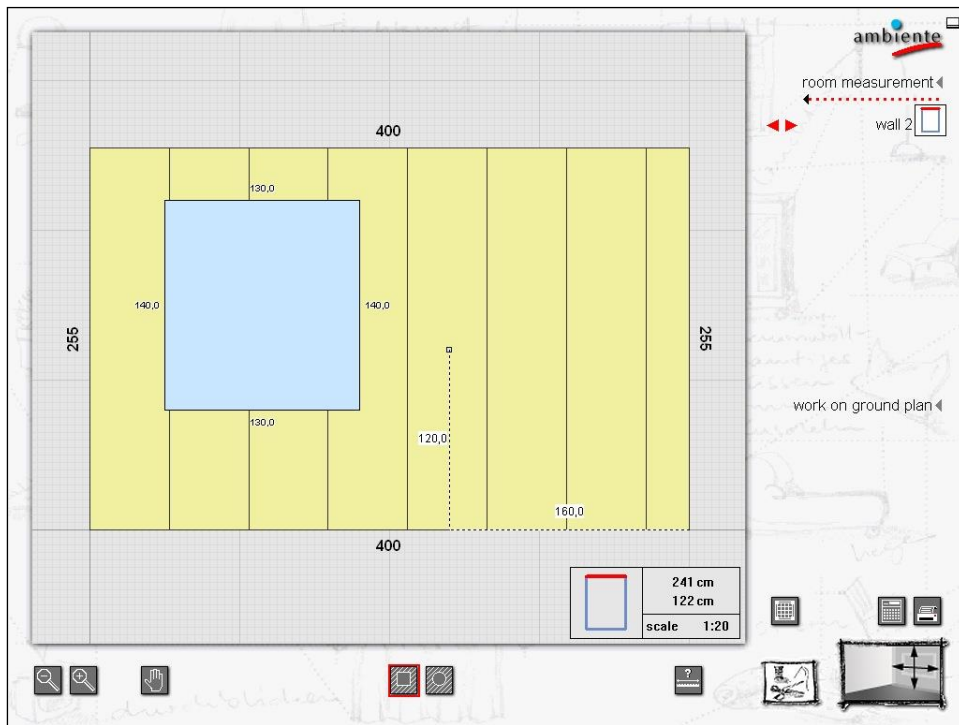 ambiente
room measurement
wall 2
400
130,0
140,0
140,0
255
255
120,0
130,0
160,0
400
work on ground plan
241 cm
122 cm
scale 1:20
?